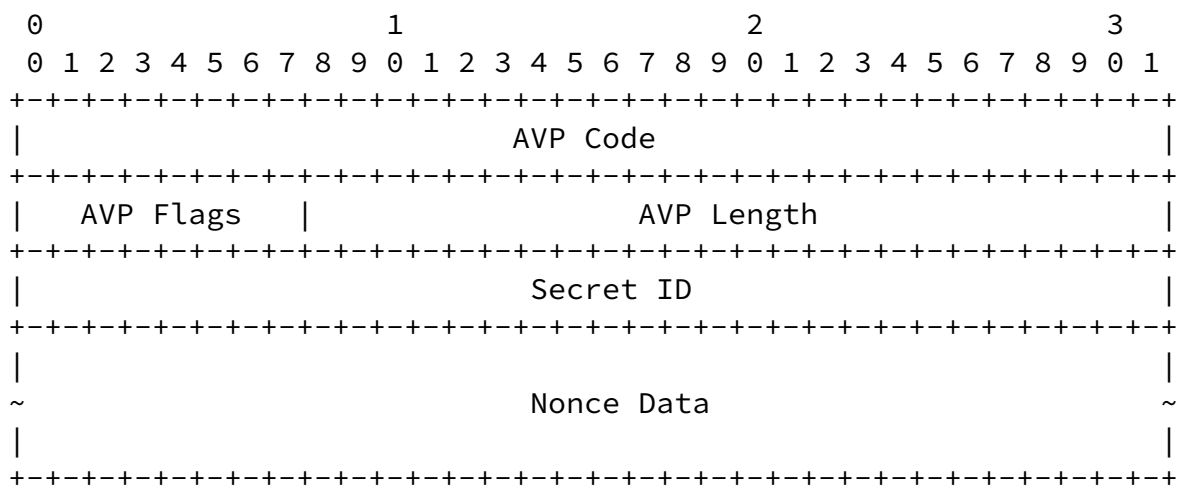 0                   1                   2                   3
 0 1 2 3 4 5 6 7 8 9 0 1 2 3 4 5 6 7 8 9 0 1 2 3 4 5 6 7 8 9 0 1
+-+-+-+-+-+-+-+-+-+-+-+-+-+-+-+-+-+-+-+-+-+-+-+-+-+-+-+-+-+-+-+-+
|                           AVP Code                            |
+-+-+-+-+-+-+-+-+-+-+-+-+-+-+-+-+-+-+-+-+-+-+-+-+-+-+-+-+-+-+-+-+
|   AVP Flags   |                  AVP Length                   |
+-+-+-+-+-+-+-+-+-+-+-+-+-+-+-+-+-+-+-+-+-+-+-+-+-+-+-+-+-+-+-+-+
|                            Secret ID                          |
+-+-+-+-+-+-+-+-+-+-+-+-+-+-+-+-+-+-+-+-+-+-+-+-+-+-+-+-+-+-+-+-+
|                                                               |
~                            Nonce Data                         ~
|                                                               |
+-+-+-+-+-+-+-+-+-+-+-+-+-+-+-+-+-+-+-+-+-+-+-+-+-+-+-+-+-+-+-+-+